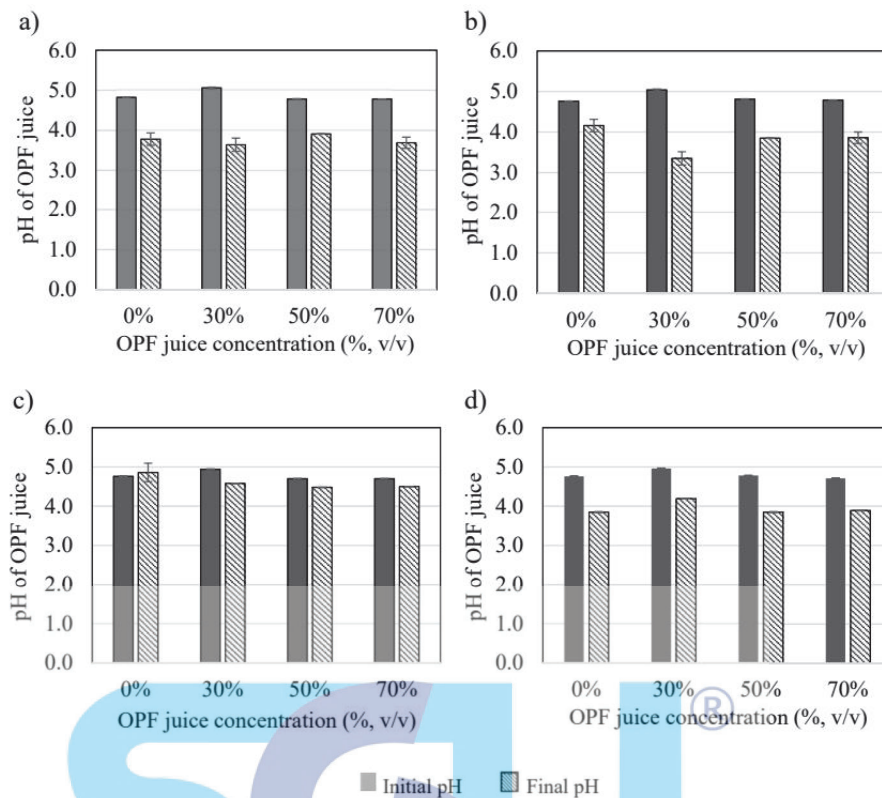 a)
6.0
5.0
4.0
3.0
2.0
1.0
0.0
pH of OPF juice
0% 30% 50% 70%
OPF juice concentration (%, v/v)
b)
6.0
5.0
4.0
3.0
2.0
1.0
0.0
pH of OPF juice
0% 30% 50% 70%
OPF juice concentration (%, v/v)
c)
6.0
5.0
4.0
3.0
2.0
1.0
0.0
pH of OPF juice
0% 30% 50% 70%
OPF juice concentration (%, v/v)
d)
6.0
5.0
4.0
3.0
2.0
1.0
0.0
pH of OPF juice
0% 30% 50% 70%
OPF juice concentration (%, v/v)
®
Initial pH Final pH